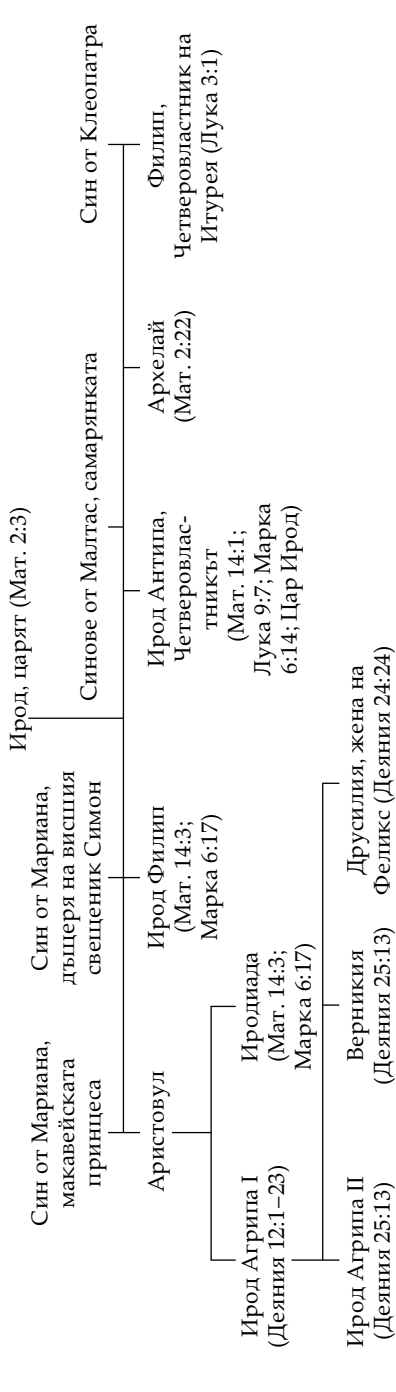 Ирод, царят (Мат. 2:3)
Син от Мариана,
макавейската
принцеса
Син от Мариана,
дъщеря на висшия
свещеник Симон
Синове от Малтас, самарянката
Син от Клеопатра
Аристовул
Ирод Филип
(Мат. 14:3;
Марка 6:17)
Ирод Антипа,
Четверовлас-
тникът
(Мат. 14:1;
Лука 9:7; Марка
6:14; Цар Ирод)
Архелай
(Мат. 2:22)
Филип,
Четверовластник на
Итурея (Лука 3:1)
Ирод Агрипа I
(Деяния 12:1–23)
Иродиада
(Мат. 14:3;
Марка 6:17)
Ирод Агрипа II
(Деяния 25:13)
Верникия
(Деяния 25:13)
Друсилия, жена на
Феликс (Деяния 24:24)